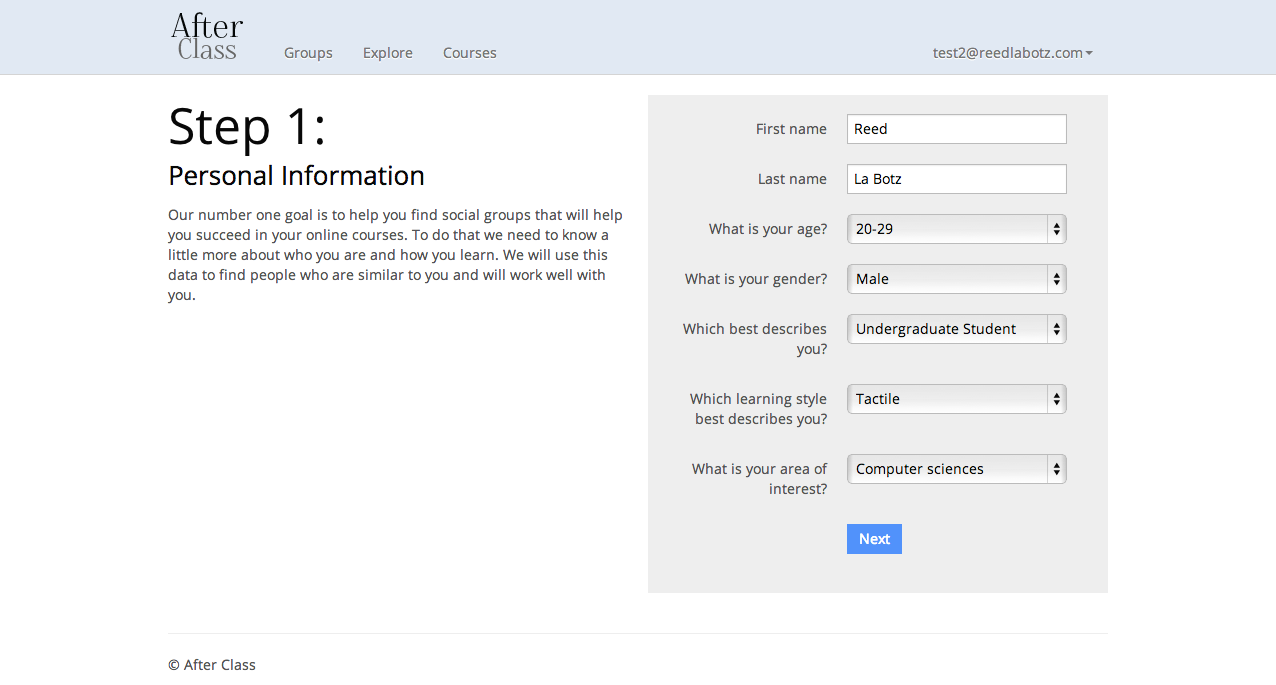 After
Class
Groups Explore Courses test2@reedlabotz.com
Step 1:
Personal Information
Our number one goal is to help you find social groups that will help
you succeed in your online courses. To do that we need to know a
little more about who you are and how you learn. We will use this
data to find people who are similar to you and will work well with
you.
First name Reed
Last name La Botz
What is your age? 20-29
What is your gender? Male
Which best describes Undergraduate Student
you?
Which learning style Tactile
best describes you?
What is your area of Computer sciences
interest?
Next
© After Class